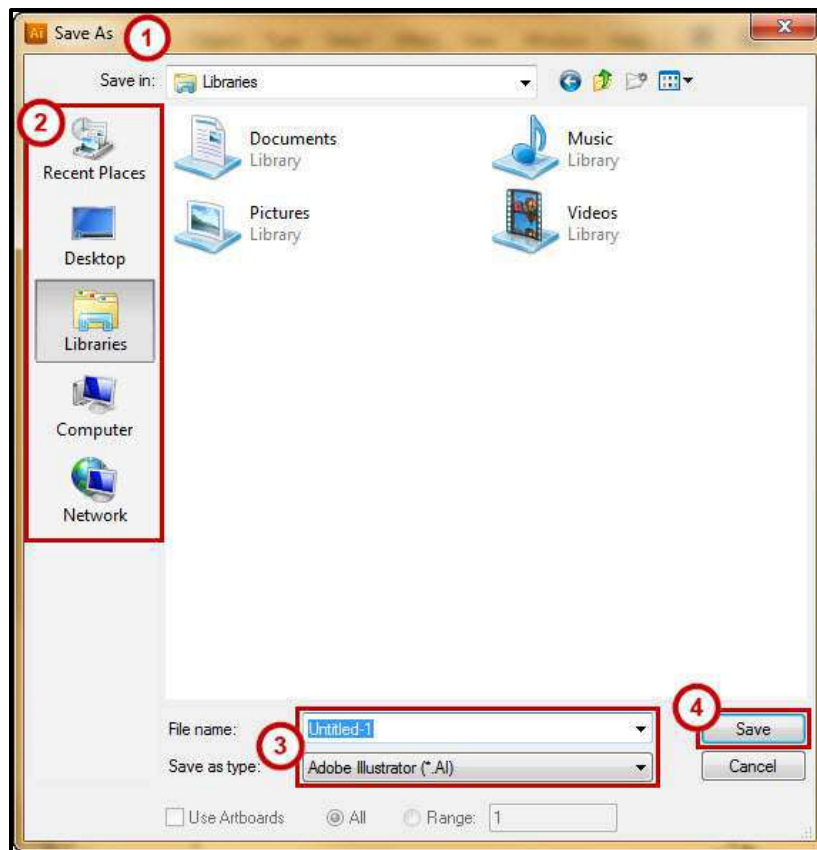 Ai Save As 1
Save in: Libraries
2
Recent Places
Desktop
Libraries
Computer
Network
Documents
Library
Music
Library
Pictures
Library
Videos
Library
File name: Untitled-1
3
Save as type: Adobe Illustrator (*.AI)
4
Save
Cancel
Use Artboards All Range: 1